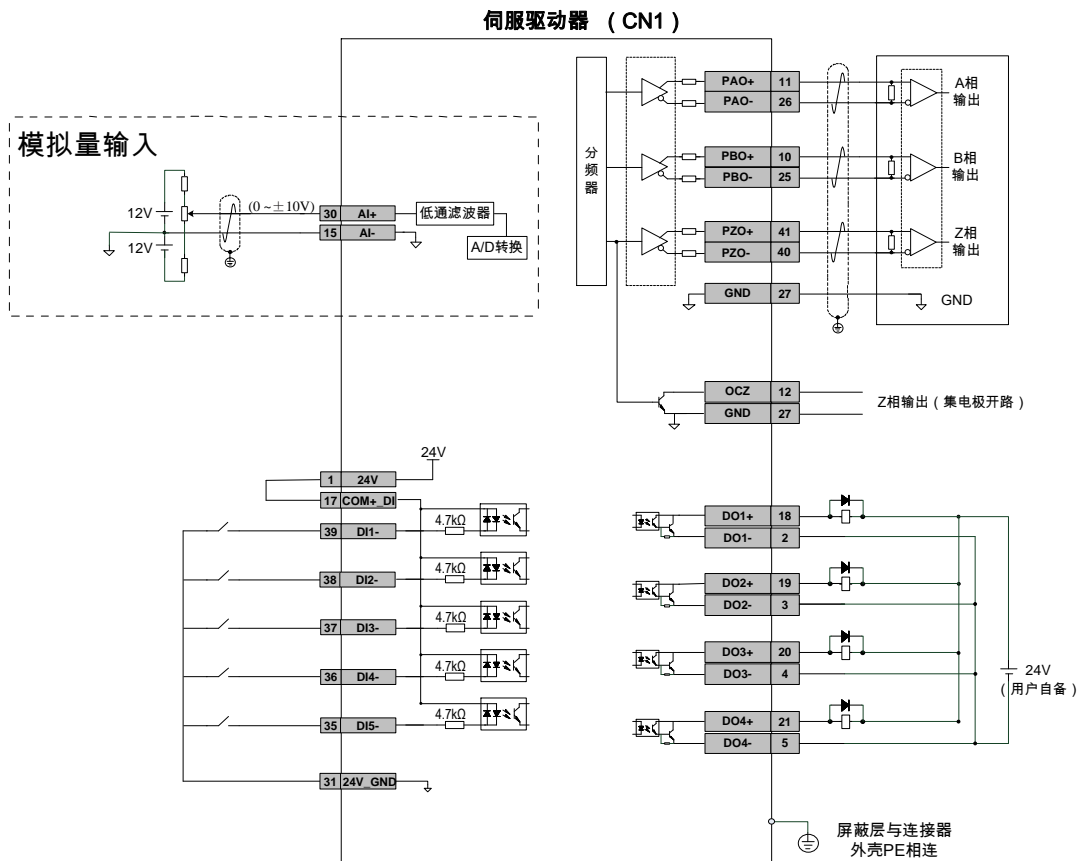 伺服驱动器 （CN1）
模拟量输入
12V
12V
(0 ~±10V)
30 AI+
15 AI-
低通滤波器
A/D转换
分频器
PAO+ 11
PAO- 26
PBO+ 10
PBO- 25
PZO+ 41
PZO- 40
GND 27
A相
输出
B相
输出
Z相
输出
GND
OCZ 12
GND 27
Z相输出（集电极开路）
24V
1 24V
17 COM+_DI
39 DI1-
4.7kΩ
38 DI2-
4.7kΩ
37 DI3-
4.7kΩ
36 DI4-
4.7kΩ
35 DI5-
4.7kΩ
31 24V_GND
DO1+ 18
DO1- 2
DO2+ 19
DO2- 3
DO3+ 20
DO3- 4
DO4+ 21
DO4- 5
24V
（用户自备）
屏蔽层与连接器
外壳PE相连